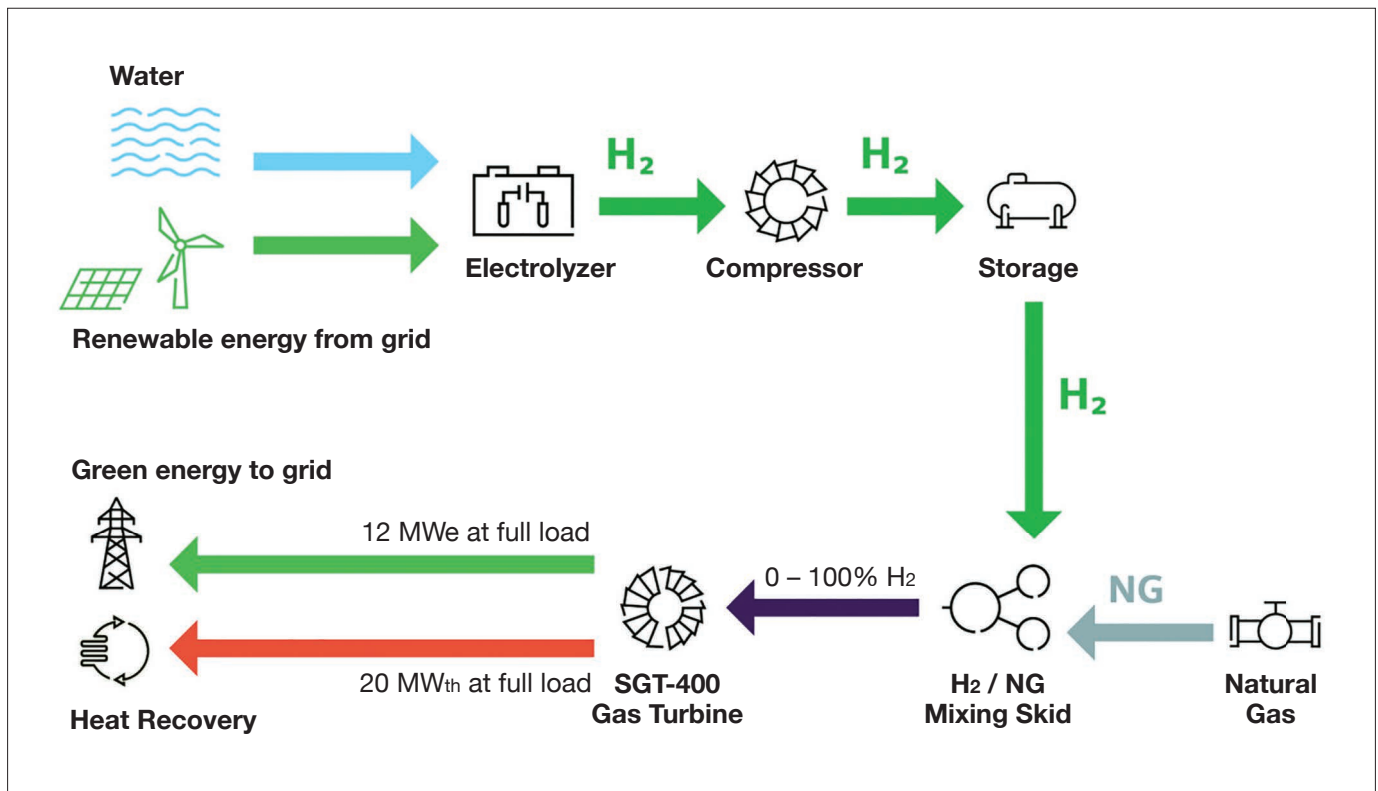 Water
H₂
H₂
Electrolyzer
Compressor
Storage
Renewable energy from grid
H₂
Green energy to grid
12 MWe at full load
0 – 100% H₂
NG
20 MWth at full load
Heat Recovery
SGT-400
Gas Turbine
H₂ / NG
Mixing Skid
Natural
Gas